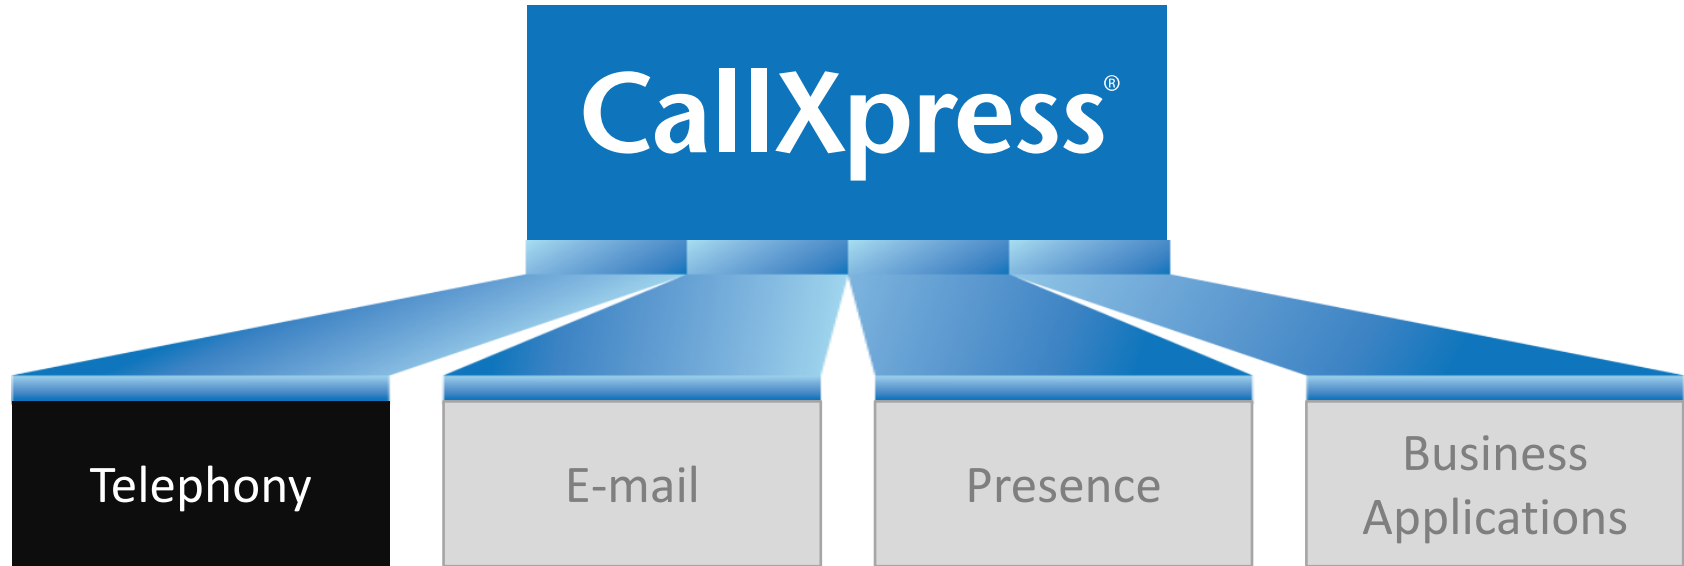 CallXpress®
Telephony
E-mail
Presence
Business
Applications